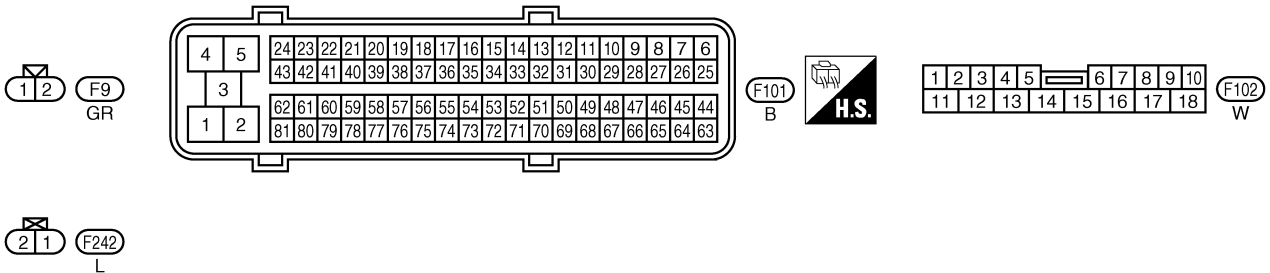 1 2 F9
GR
4 5 24 23 22 21 20 19 18 17 16 15 14 13 12 11 10 9 8 7 6
43 42 41 40 39 38 37 36 35 34 33 32 31 30 29 28 27 26 25
3
1 2 62 61 60 59 58 57 56 55 54 53 52 51 50 49 48 47 46 45 44
81 80 79 78 77 76 75 74 73 72 71 70 69 68 67 66 65 64 63
F101
B
H.S.
1 2 3 4 5 6 7 8 9 10
11 12 13 14 15 16 17 18
F102
W
2 1 F242
L